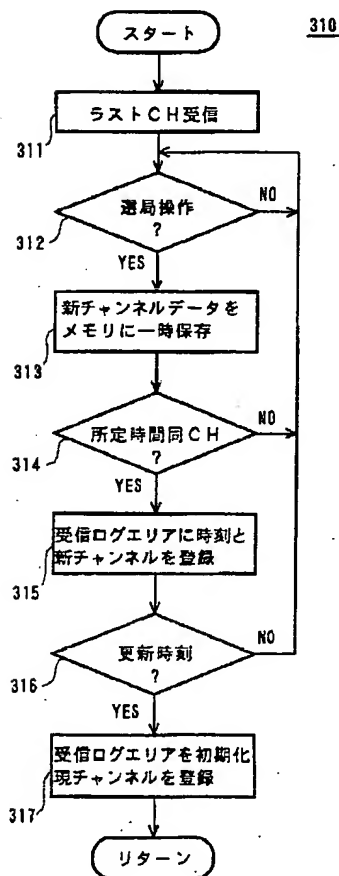 310
スタート
ラストCH受信
311
選局操作
?
NO
312
YES
新チャンネルデータを
メモリに一時保存
313
所定時間同CH
?
NO
314
YES
受信ログエリアに時刻と
新チャンネルを登録
315
更新時刻
?
NO
316
YES
受信ログエリアを初期化
現チャンネルを登録
317
リターン